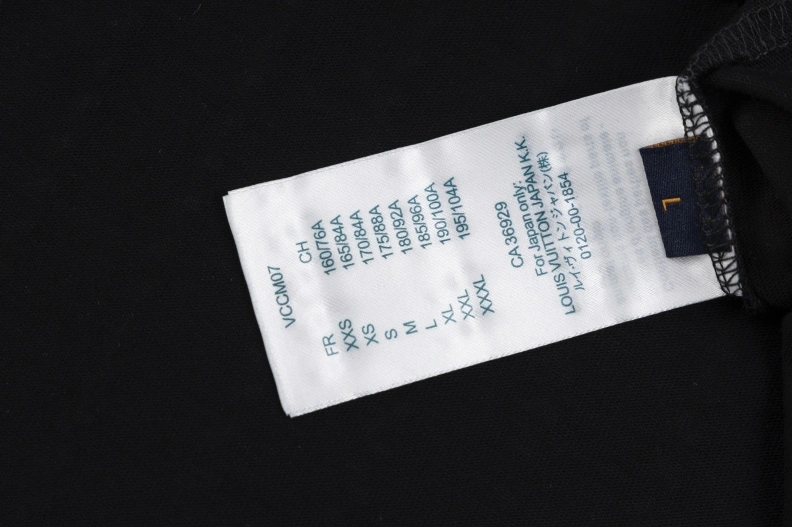 VCCM07
FR CH
XXS 160/76A
XS 165/84A
S 170/84A
M 175/88A
L 180/92A
XL 185/96A
XXL 190/100A
XXXL 195/104A
CA 36929
For Japan only:
LOUIS VUITTON JAPAN K.K.
ルイ・ヴィトン・ジャパン(株)
0120-00-1854
L